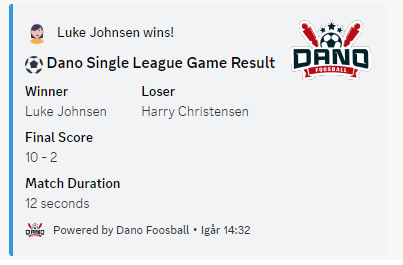 Luke Johnsen wins!
Dano Single League Game Result
DANO
FOOSBALL
Winner
Loser
Luke Johnsen
Harry Christensen
Final Score
10 - 2
Match Duration
12 seconds
DANO
Powered by Dano Foosball • Igår 14:32